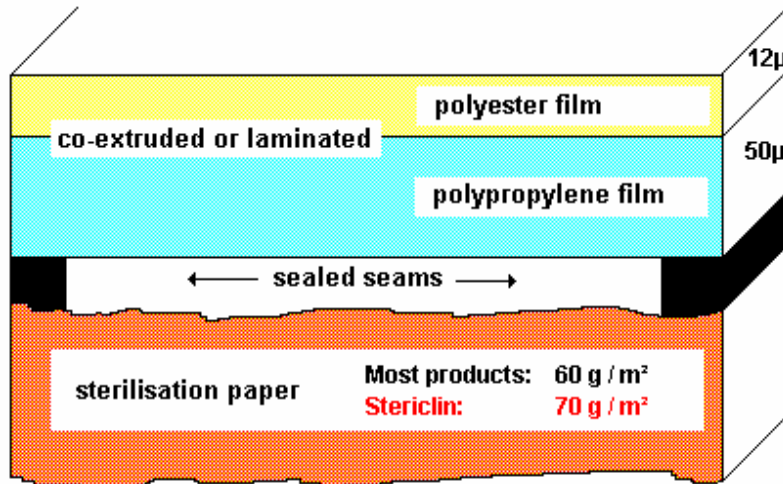 12µ
polyester film
co-extruded or laminated
50µ
polypropylene film
← sealed seams →
sterilisation paper
Most products: 60 g / m²
Stericlin: 70 g / m²